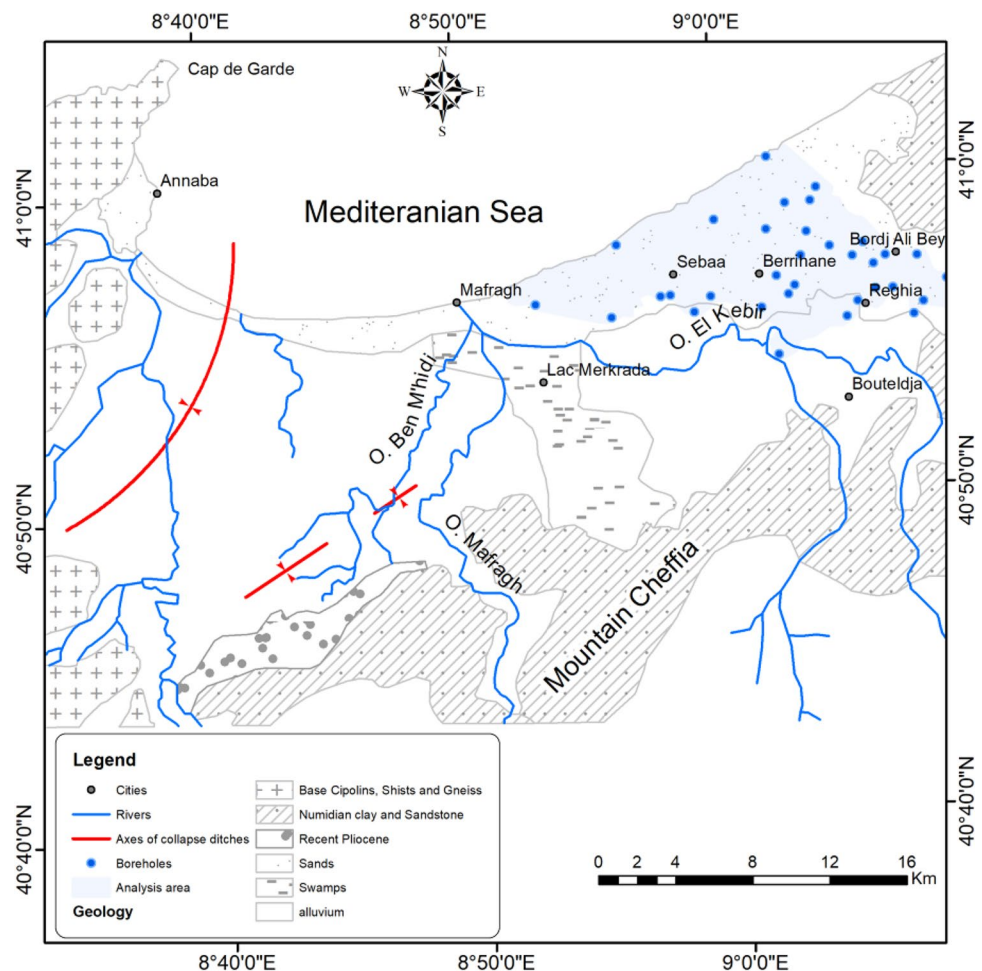 8°40'0"E
8°50'0"E
9°0'0"E
Cap de Garde
N
W
E
S
41°0'0"N
41°0'0"N
Annaba
Mediteranian Sea
Bordj Ali Bey
Sebaa
Berrihane
Mafragh
Reghia
O. El Kebir
O. Ben M'hidi
Lac Merkrada
Bouteldja
40°50'0"N
40°50'0"N
O. Mafragh
Mountain Cheffia
40°40'0"N
40°40'0"N
Legend
Cities
Rivers
Axes of collapse ditches
Boreholes
Analysis area
Geology
Base Cipolins, Shists and Gneiss
Numidian clay and Sandstone
Recent Pliocene
Sands
Swamps
alluvium
0 2 4 8 12 16
Km
8°40'0"E
8°50'0"E
9°0'0"E